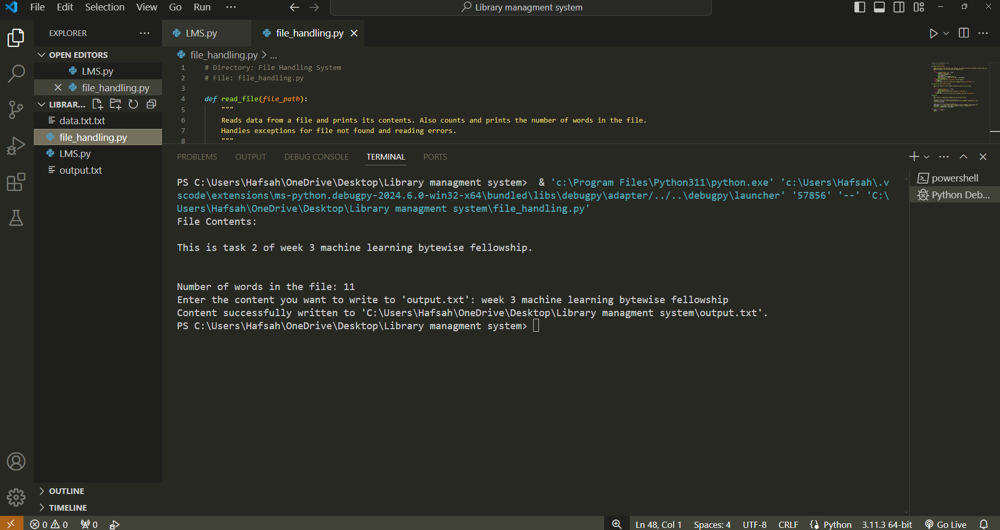 File Edit Selection View Go Run ...
Library managment system
EXPLORER ...
LMS.py
file_handling.py
OPEN EDITORS
LMS.py
file_handling.py
LIBRAR...
data.txt.txt
file_handling.py
LMS.py
output.txt
OUTLINE
TIMELINE
file_handling.py > ...
1 # Directory: File Handling System
2 # File: file_handling.py
3
4 def read_file(file_path):
5 """
6 Reads data from a file and prints its contents. Also counts and prints the number of words in the file.
7 Handles exceptions for file not found and reading errors.
8 """
PROBLEMS OUTPUT DEBUG CONSOLE TERMINAL PORTS
PS C:\Users\Hafsah\OneDrive\Desktop\Library managment system>  & 'c:\Program Files\Python311\python.exe' 'c:\Users\Hafsah\.v
scode\extensions\ms-python.debugpy-2024.6.0-win32-x64\bundled\libs\debugpy\adapter/../..\debugpy\launcher' '57856' '--' 'C:\
Users\Hafsah\OneDrive\Desktop\Library managment system\file_handling.py'
File Contents:
This is task 2 of week 3 machine learning bytewise fellowship.
Number of words in the file: 11
Enter the content you want to write to 'output.txt': week 3 machine learning bytewise fellowship
Content successfully written to 'C:\Users\Hafsah\OneDrive\Desktop\Library managment system\output.txt'.
PS C:\Users\Hafsah\OneDrive\Desktop\Library managment system>
powershell
Python Deb...
0 0 0 Ln 48, Col 1 Spaces: 4 UTF-8 CRLF Python 3.11.3 64-bit Go Live